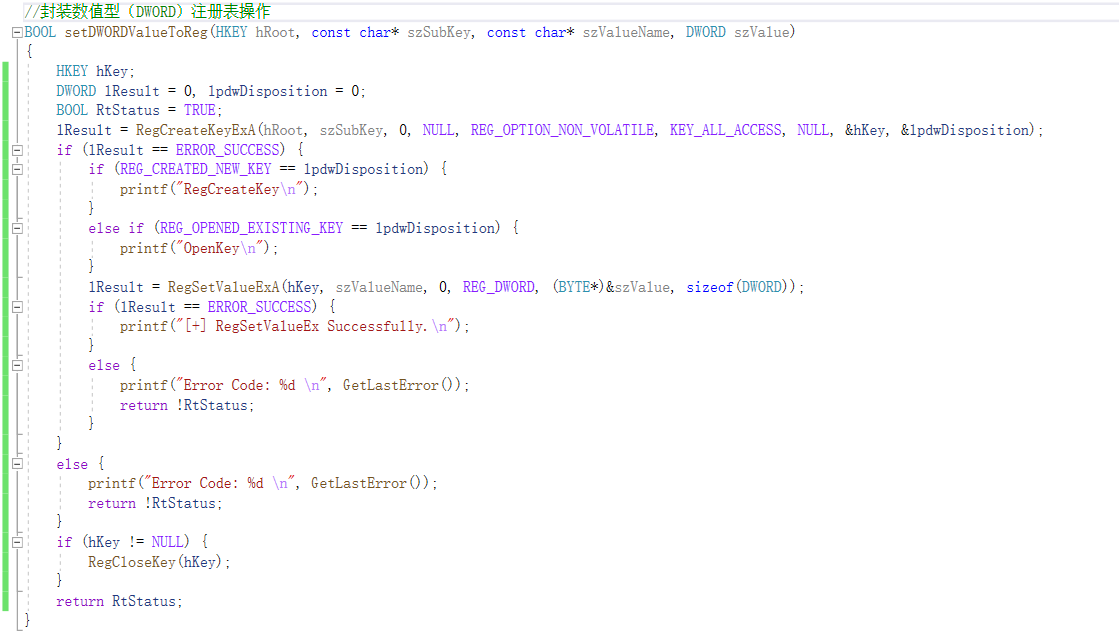 //封装数值型（DWORD）注册表操作
BOOL setDWORDValueToReg(HKEY hRoot, const char* szSubKey, const char* szValueName, DWORD szValue)
{
HKEY hKey;
DWORD lResult = 0, lpdwDisposition = 0;
BOOL RtStatus = TRUE;
lResult = RegCreateKeyExA(hRoot, szSubKey, 0, NULL, REG_OPTION_NON_VOLATILE, KEY_ALL_ACCESS, NULL, &hKey, &lpdwDisposition);
if (lResult == ERROR_SUCCESS) {
if (REG_CREATED_NEW_KEY == lpdwDisposition) {
printf("RegCreateKey\n");
}
else if (REG_OPENED_EXISTING_KEY == lpdwDisposition) {
printf("OpenKey\n");
}
lResult = RegSetValueExA(hKey, szValueName, 0, REG_DWORD, (BYTE*)&szValue, sizeof(DWORD));
if (lResult == ERROR_SUCCESS) {
printf("[+] RegSetValueEx Successfully.\n");
}
else {
printf("Error Code: %d \n", GetLastError());
return !RtStatus;
}
}
else {
printf("Error Code: %d \n", GetLastError());
return !RtStatus;
}
if (hKey != NULL) {
RegCloseKey(hKey);
}
return RtStatus;
}